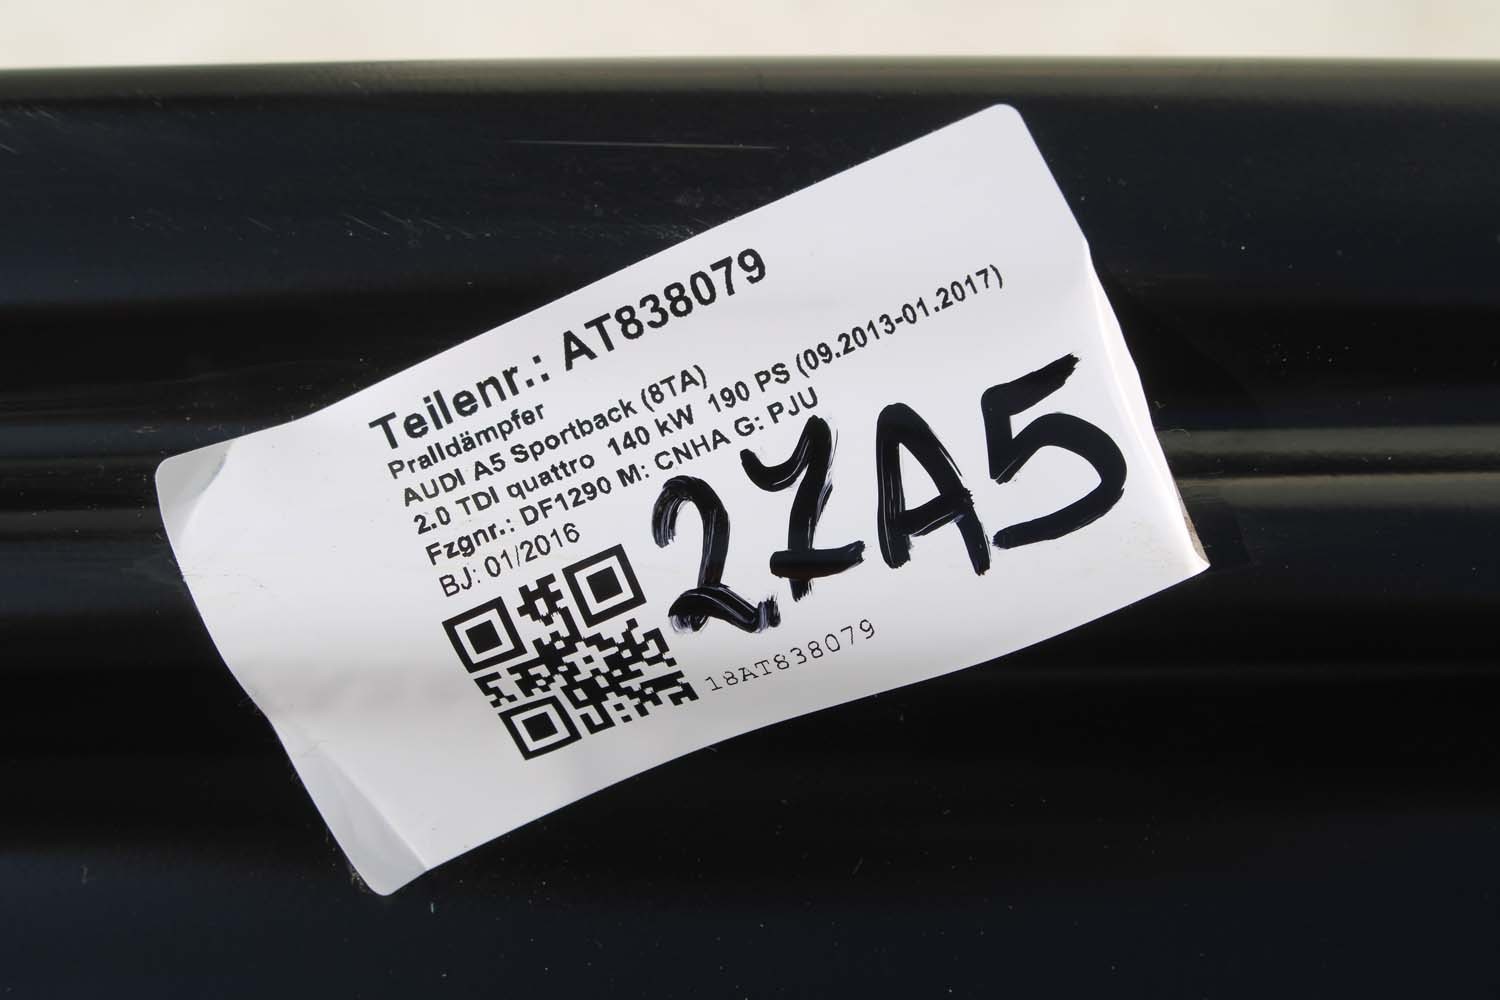 Teilenr.: AT838079
Pralldämpfer
AUDI A5 Sportback (8TA)
2.0 TDI quattro 140 kW 190 PS (09.2013-01.2017)
Fzgnr.: DF1290 M: CNHA G: PJU
BJ: 01/2016
27A5
18AT838079